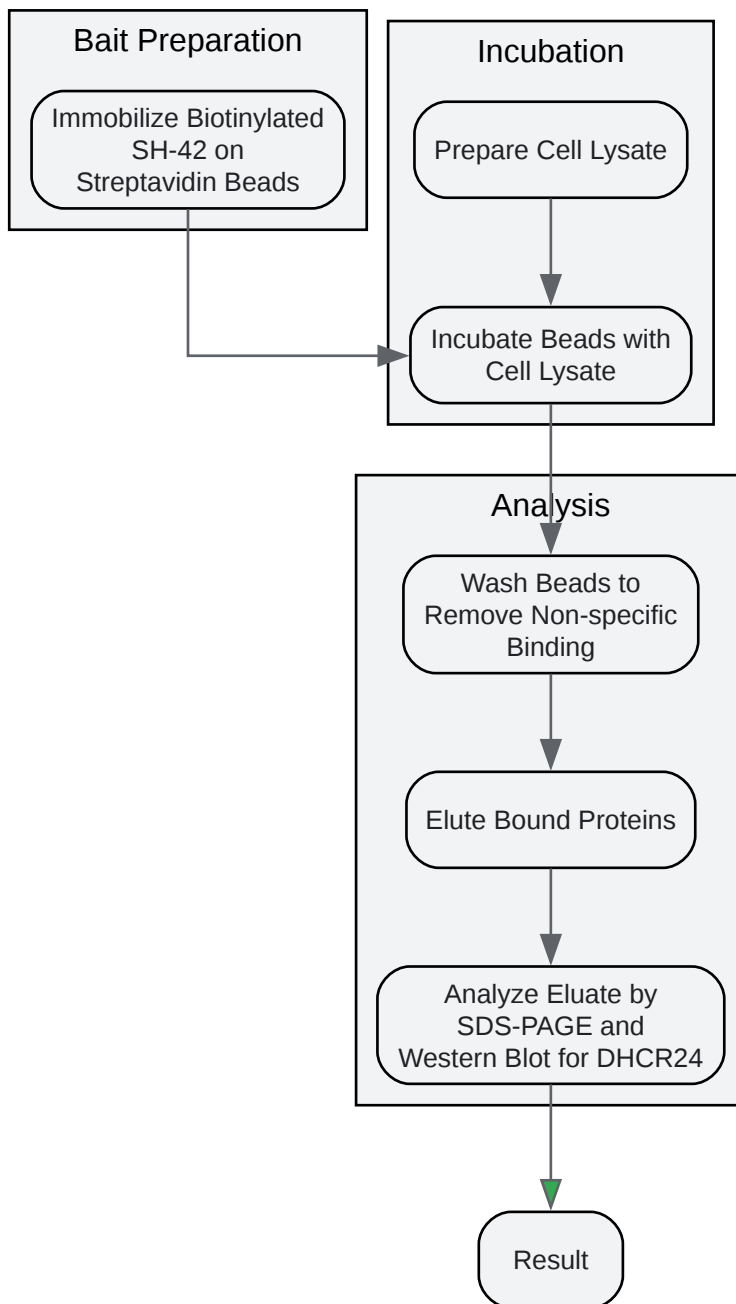 Bait Preparation
Immobilize Biotinylated
SH-42 on
Streptavidin Beads
Incubation
Prepare Cell Lysate
Incubate Beads with
Cell Lysate
Analysis
Wash Beads to
Remove Non-specific
Binding
Elute Bound Proteins
Analyze Eluate by
SDS-PAGE and
Western Blot for DHCR24
Result